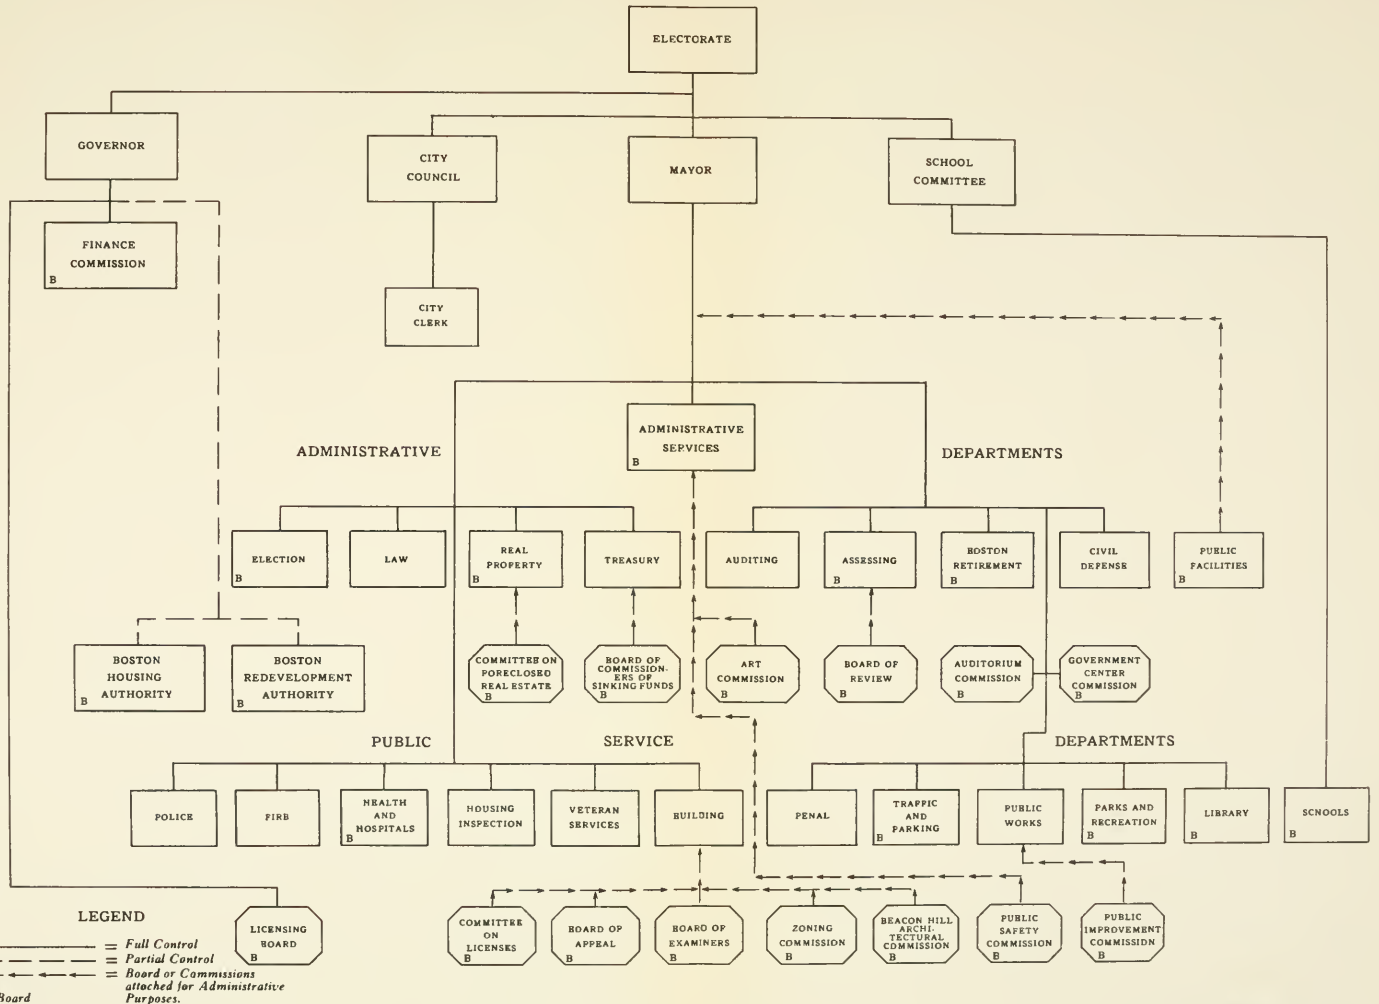 ELECTORATE
GOVERNOR
CITY
COUNCIL
MAYOR
SCHOOL
COMMITTEE
FINANCE
COMMISSION
B
CITY
CLERK
ADMINISTRATIVE
SERVICES
B
ADMINISTRATIVE
DEPARTMENTS
ELECTION
B
LAW
REAL
PROPERTY
B
TREASURY
B
AUDITING
ASSESSING
B
BOSTON
RETIREMENT
B
CIVIL
DEFENSE
PUBLIC
FACILITIES
B
BOSTON
HOUSING
AUTHORITY
B
BOSTON
REDEVELOPMENT
AUTHORITY
B
COMMITTEE ON
FORECLOSED
REAL ESTATE
B
BOARD OF
COMMISSION-
ERS OF
SINKING FUNDS
B
ART
COMMISSION
B
BOARD OF
REVIEW
B
AUDITORIUM
COMMISSION
B
GOVERNMENT
CENTER
COMMISSION
B
PUBLIC
SERVICE
DEPARTMENTS
POLICE
FIRE
HEALTH
AND
HOSPITALS
B
HOUSING
INSPECTION
VETERAN
SERVICES
BUILDING
PENAL
TRAFFIC
AND
PARKING
B
PUBLIC
WORKS
PARKS AND
RECREATION
B
LIBRARY
B
SCHOOLS
B
LICENSING
BOARD
B
COMMITTEE
ON
LICENSES
B
BOARD OF
APPEAL
B
BOARD OF
EXAMINERS
B
ZONING
COMMISSION
B
BEACON HILL
ARCHI-
TECTURAL
COMMISSION
B
PUBLIC
SAFETY
COMMISSION
B
PUBLIC
IMPROVEMENT
COMMISSION
B
LEGEND
= Full Control
= Partial Control
= Board or Commissions
attached for Administrative
Purposes.
Board